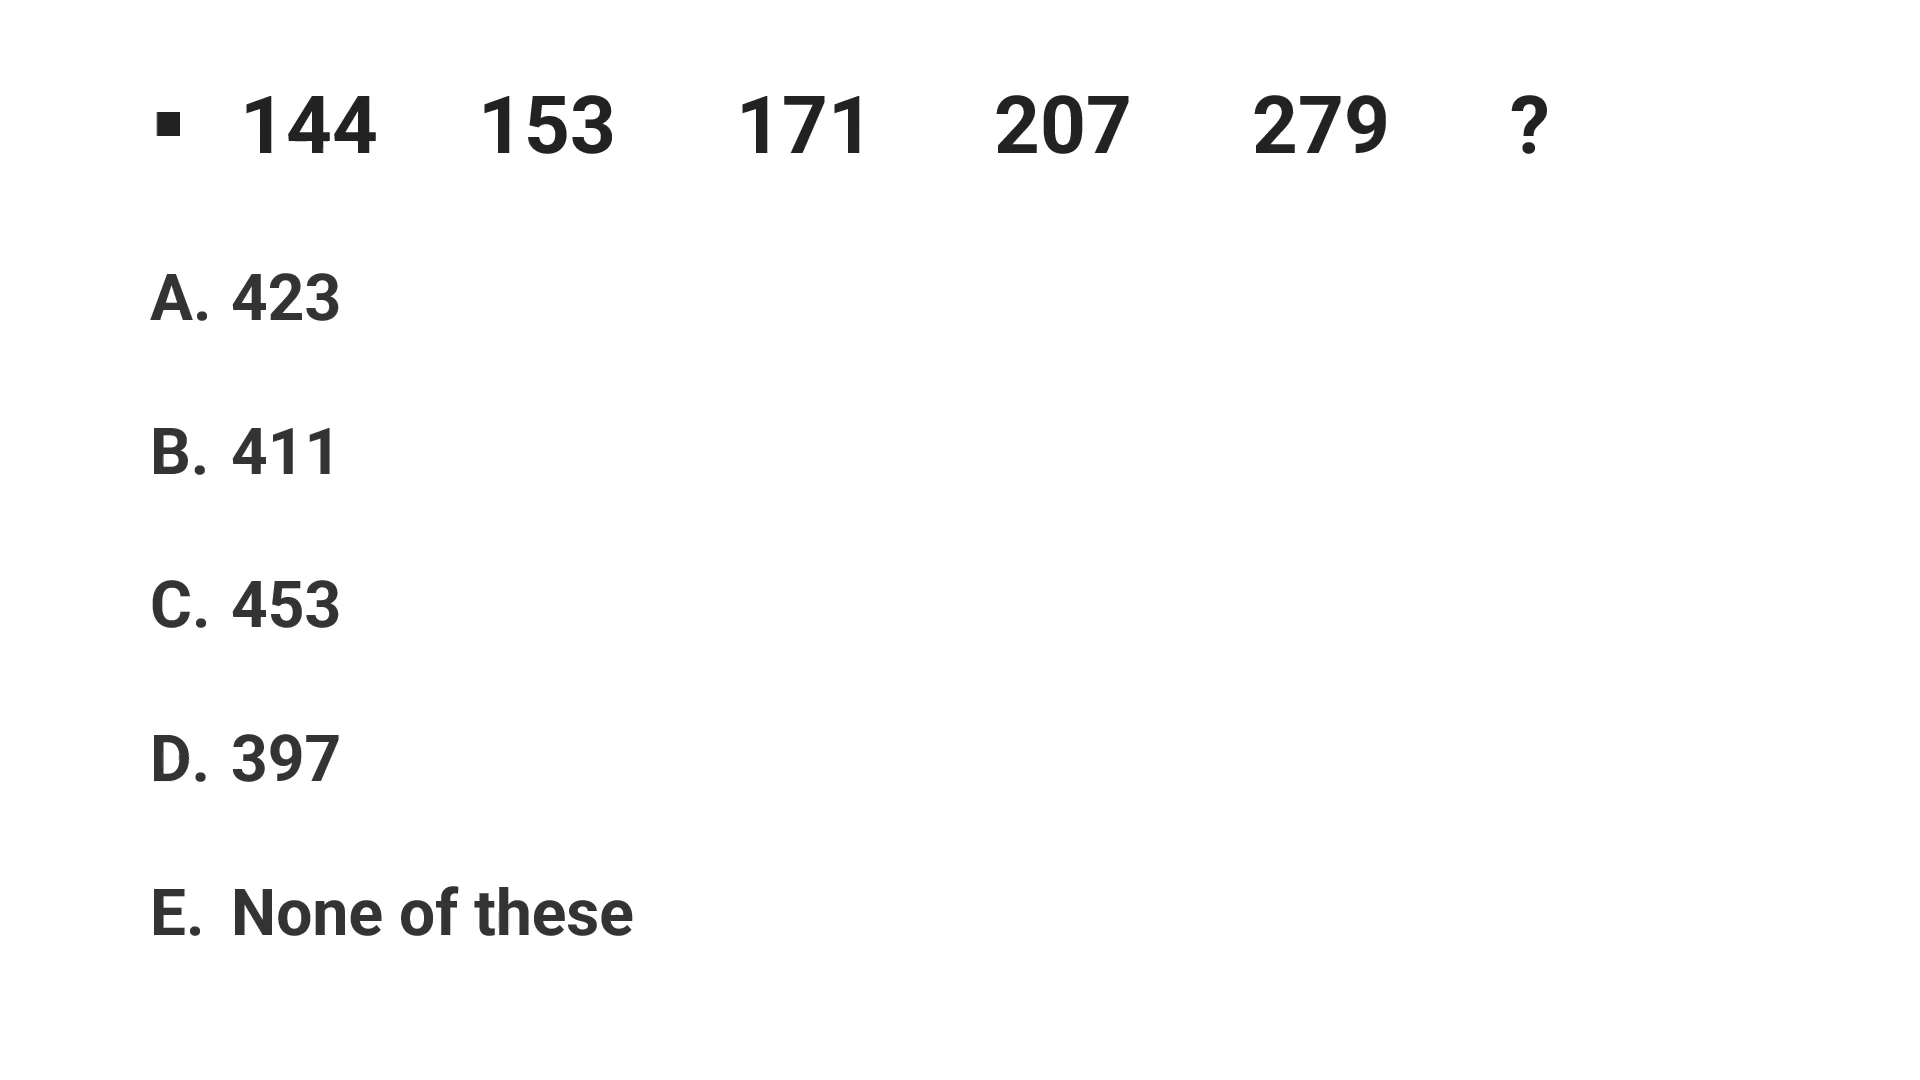 ▪ 144 153 171 207 279 ?
A. 423
B. 411
C. 453
D. 397
E. None of these